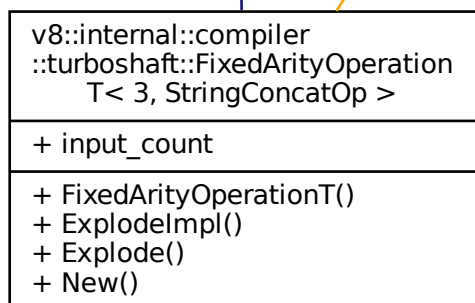 v8::internal::compiler
::turboshaft::FixedArityOperation
T< 3, StringConcatOp >
+ input_count
+ FixedArityOperationT()
+ ExplodeImpl()
+ Explode()
+ New()